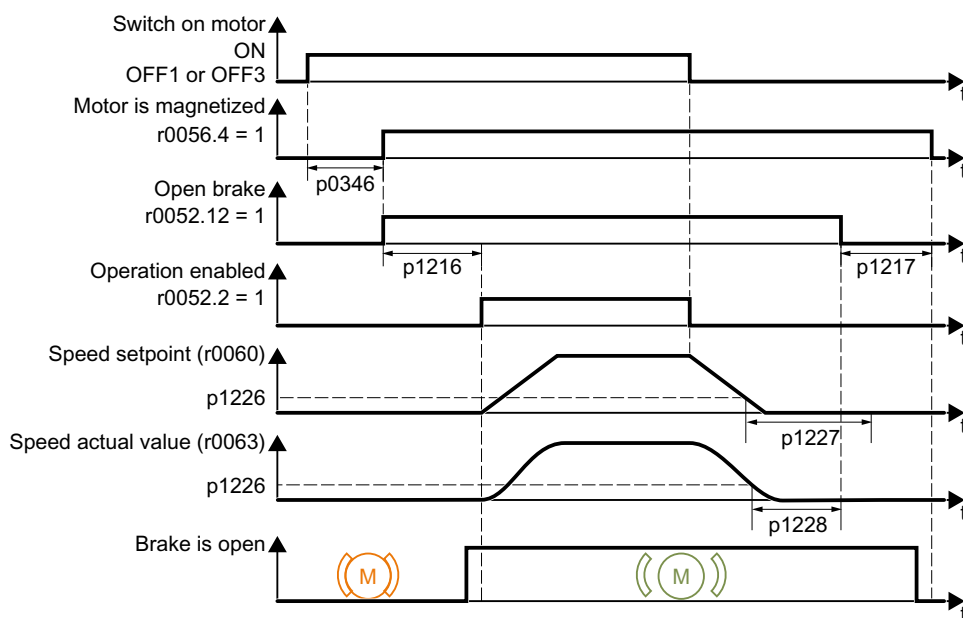 Switch on motor
ON
OFF1 or OFF3
t
Motor is magnetized
r0056.4 = 1
t
p0346
Open brake
r0052.12 = 1
t
p1216
p1217
Operation enabled
r0052.2 = 1
t
Speed setpoint (r0060)
p1226
t
p1227
Speed actual value (r0063)
p1226
t
p1228
Brake is open
M
M
t